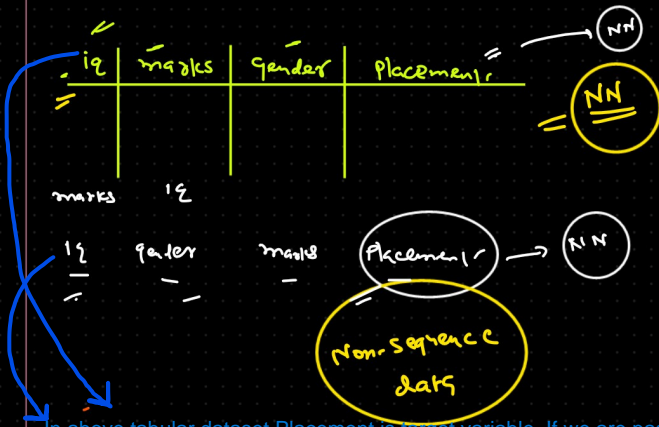 NN
iq marks gender Placement
NN
marks iq
iq gender marks Placement NN
Non-sequence
data
In above tabular dataset Placement is target variable. If we are